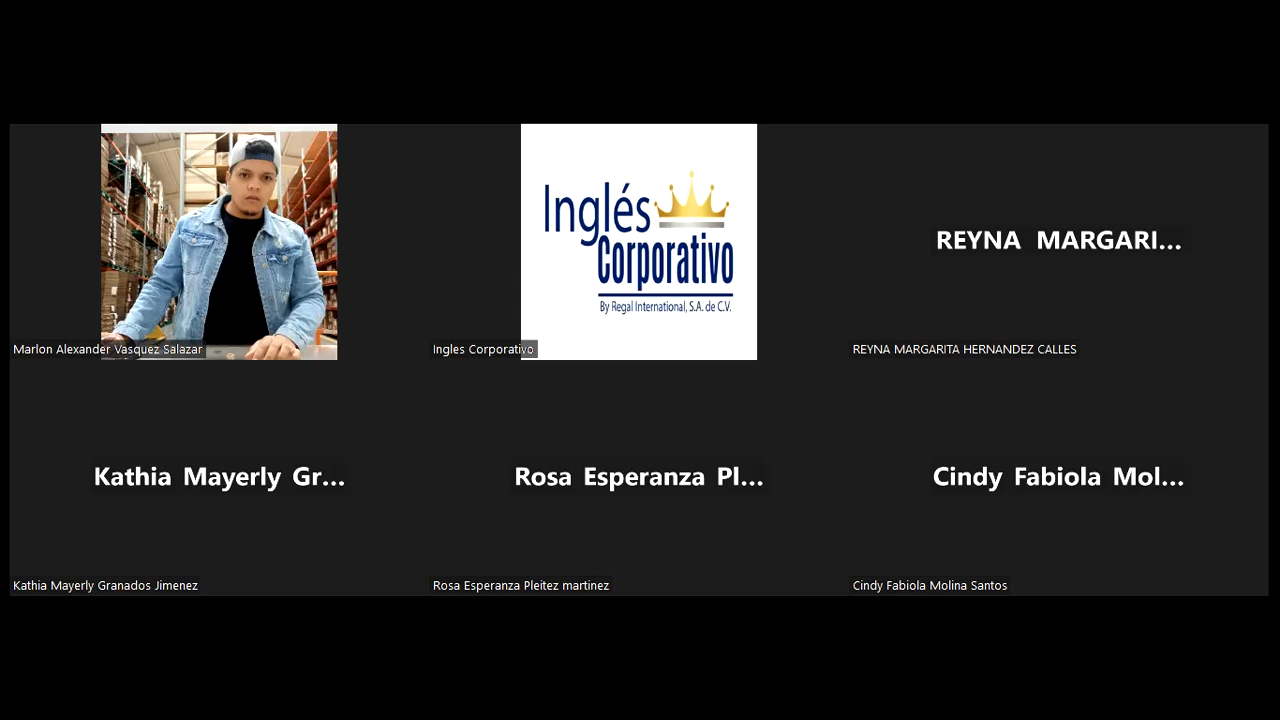 Inglés
Corporativo
By Regal International, S.A. de C.V.
REYNA MARGARI...
Marlon Alexander Vasquez Salazar
Ingles Corporativo
REYNA MARGARITA HERNANDEZ CALLES
Kathia Mayerly Gr...
Rosa Esperanza Pl...
Cindy Fabiola Mol...
Kathia Mayerly Granados Jimenez
Rosa Esperanza Pleitez martinez
Cindy Fabiola Molina Santos